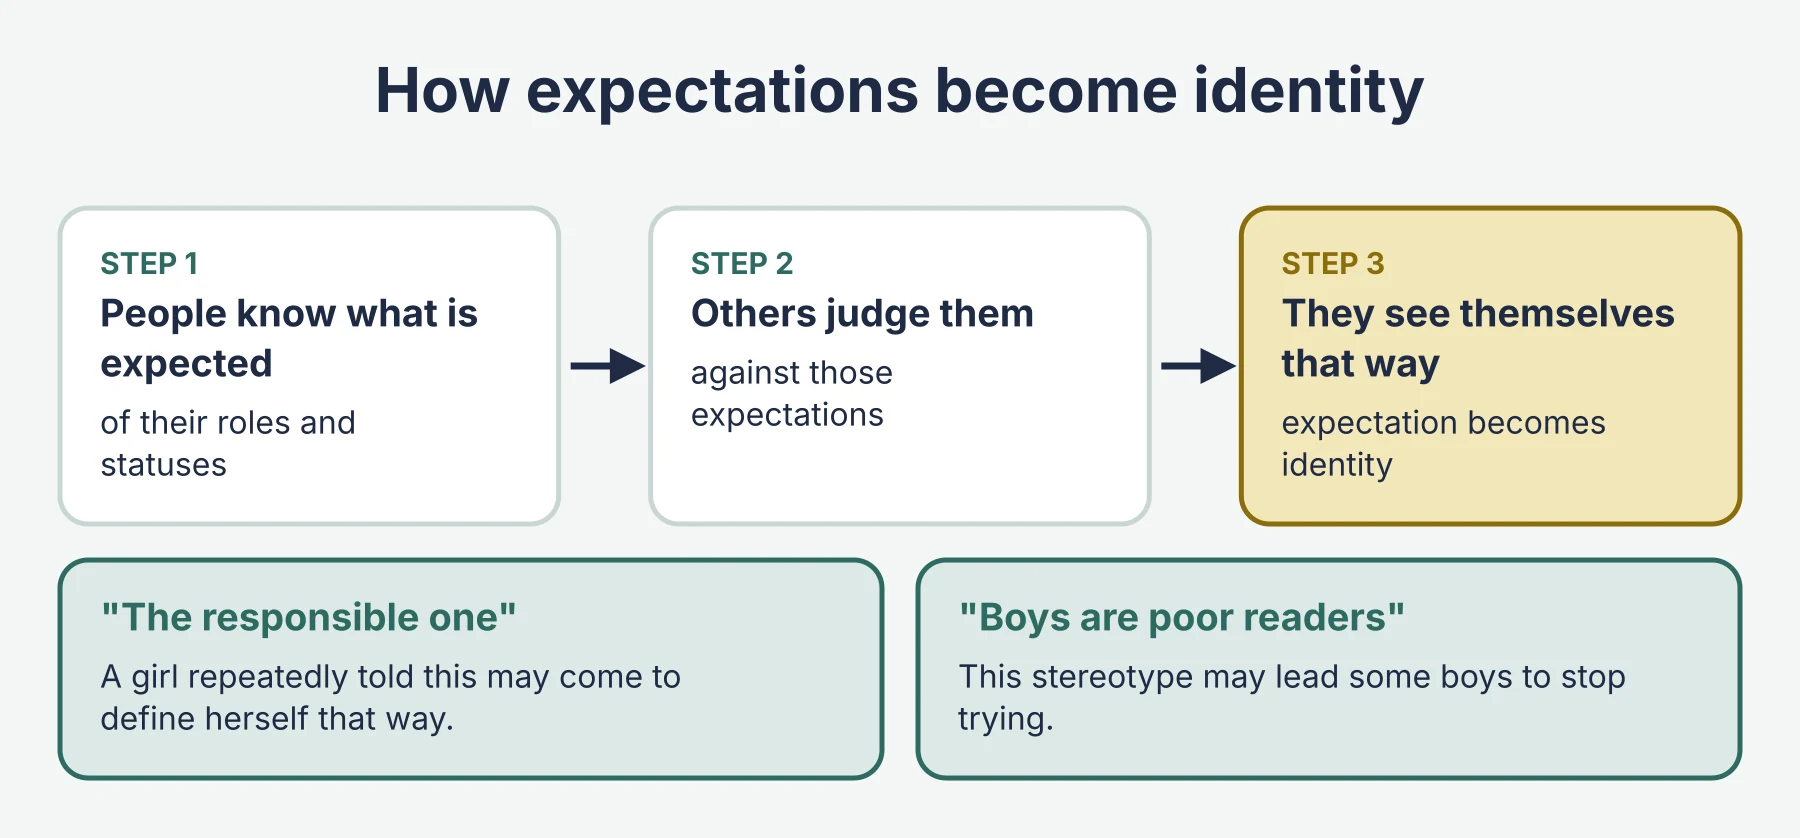 How expectations become identity
STEP 1
People know what is
expected
of their roles and
statuses
STEP 2
Others judge them
against those
expectations
STEP 3
They see themselves
that way
expectation becomes
identity
"The responsible one"
A girl repeatedly told this may come to
define herself that way.
"Boys are poor readers"
This stereotype may lead some boys to stop
trying.